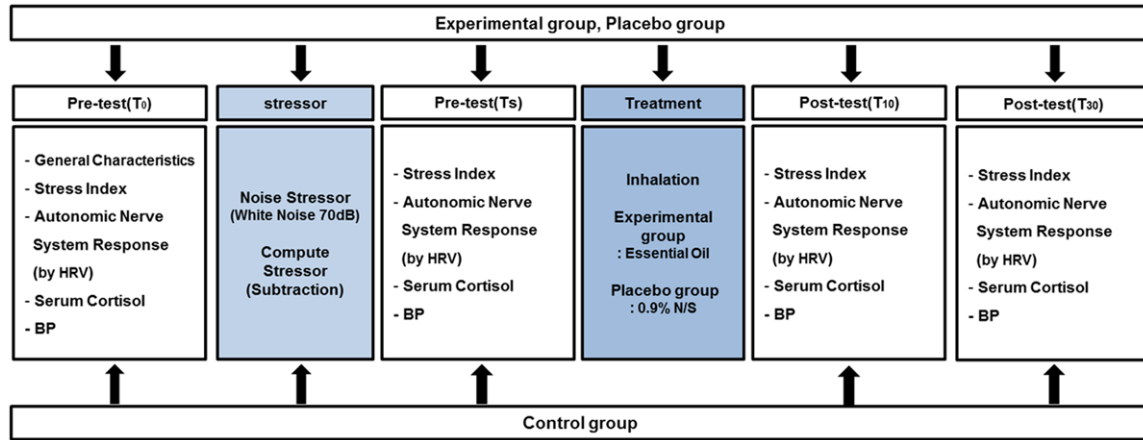 Experimental group, Placebo group
Pre-test(T₀)
- General Characteristics
- Stress Index
- Autonomic Nerve
System Response
(by HRV)
- Serum Cortisol
- BP
stressor
Noise Stressor
(White Noise 70dB)
Compute
Stressor
(Subtraction)
Pre-test(Ts)
- Stress Index
- Autonomic Nerve
System Response
(by HRV)
- Serum Cortisol
- BP
Treatment
Inhalation
Experimental
group
: Essential Oil
Placebo group
: 0.9% N/S
Post-test(T₁₀)
- Stress Index
- Autonomic Nerve
System Response
(by HRV)
- Serum Cortisol
- BP
Post-test(T₃₀)
- Stress Index
- Autonomic Nerve
System Response
(by HRV)
- Serum Cortisol
- BP
Control group